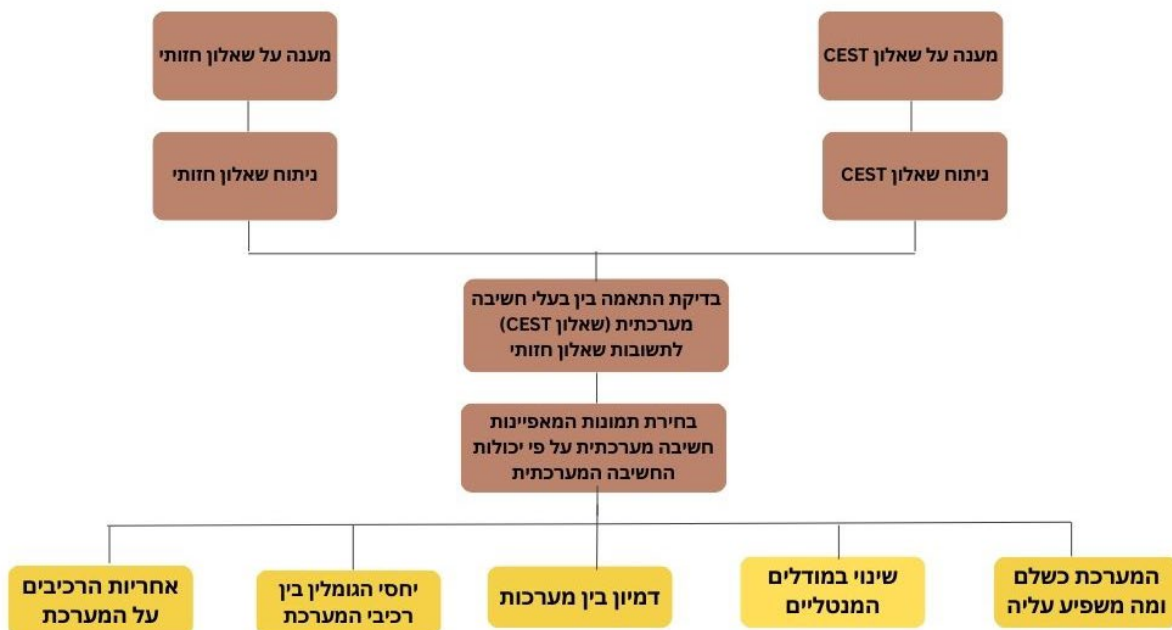 מענה על שאלון CEST
מענה על שאלון חזותי
ניתוח שאלון CEST
ניתוח שאלון חזותי
בדיקת התאמה בין בעלי חשיבה
מערכתית (שאלון CEST)
לתשובות שאלון חזותי
בחירת תמונות המאפיינות
חשיבה מערכתית על פי יכולות
החשיבה המערכתית
המערכת כשלם
ומה משפיע עליה
שינוי במודלים
המנטליים
דמיון בין מערכות
יחסי הגומלין בין
רכיבי המערכת
אחריות הרכיבים
על המערכת